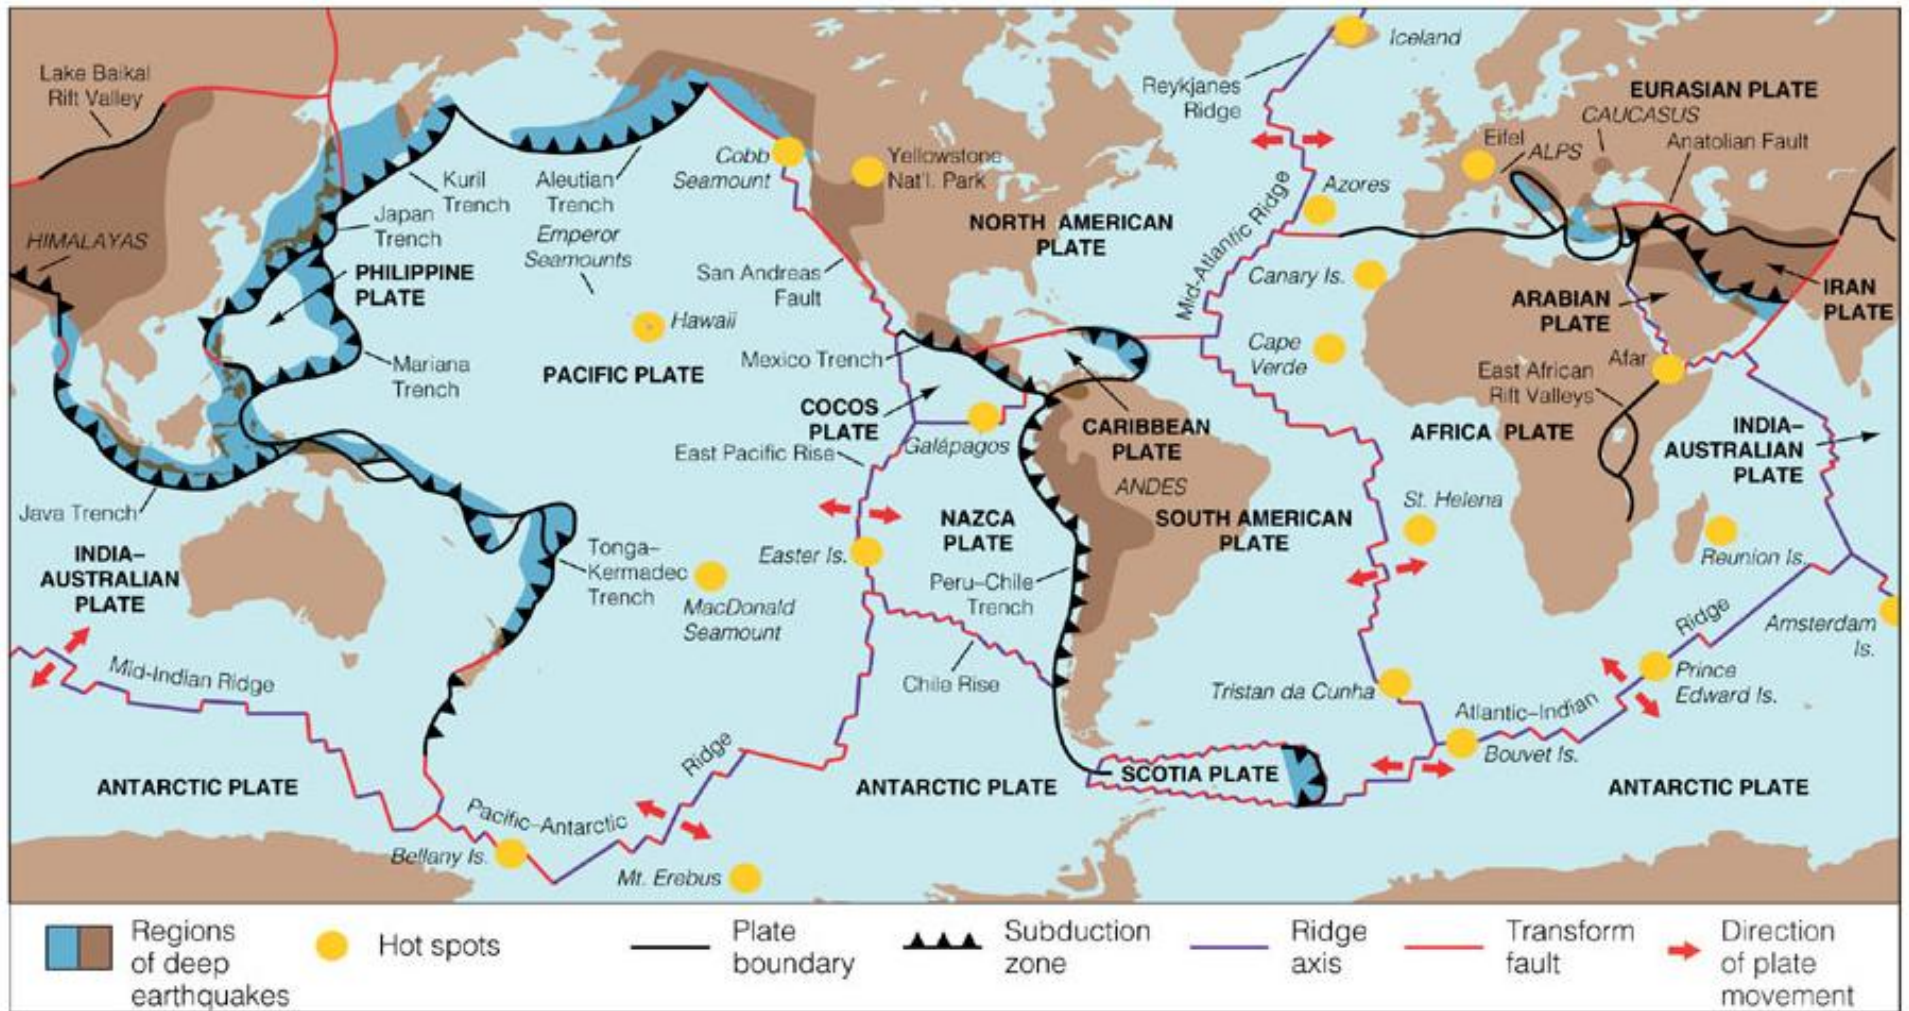 Iceland
Lake Baikal
Rift Valley
Reykjanes
Ridge
EURASIAN PLATE
CAUCASUS
Anatolian Fault
Eifel
ALPS
Cobb
Seamount
Yellowstone
Nat'l. Park
Kuril
Trench
Aleutian
Trench
Azores
Japan
Trench
Emperor
Seamounts
NORTH AMERICAN
PLATE
Mid-Atlantic Ridge
HIMALAYAS
PHILIPPINE
PLATE
San Andreas
Fault
Canary Is.
ARABIAN
PLATE
IRAN
PLATE
Hawaii
Mexico Trench
Cape
Verde
Afar
Mariana
Trench
PACIFIC PLATE
East African
Rift Valleys
COCOS
PLATE
CARIBBEAN
PLATE
AFRICA PLATE
INDIA–
AUSTRALIAN
PLATE
Galápagos
East Pacific Rise
ANDES
St. Helena
Java Trench
NAZCA
PLATE
SOUTH AMERICAN
PLATE
INDIA–
AUSTRALIAN
PLATE
Tonga–
Kermadec
Trench
Easter Is.
Reunion Is.
Peru–Chile
Trench
MacDonald
Seamount
Ridge
Amsterdam
Is.
Mid-Indian Ridge
Chile Rise
Tristan da Cunha
Prince
Edward Is.
Atlantic–Indian
Bouvet Is.
Ridge
ANTARCTIC PLATE
ANTARCTIC PLATE
SCOTIA PLATE
ANTARCTIC PLATE
Pacific–Antarctic
Bellany Is.
Mt. Erebus
Regions
of deep
earthquakes
Hot spots
Plate
boundary
Subduction
zone
Ridge
axis
Transform
fault
Direction
of plate
movement